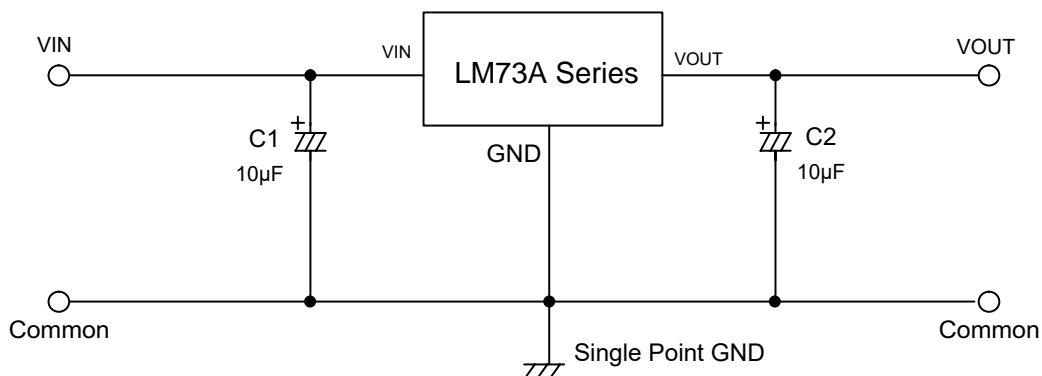 VIN
VIN
LM73A Series
VOUT
VOUT
+
C1
10μF
GND
+
C2
10μF
Common
Common
Single Point GND